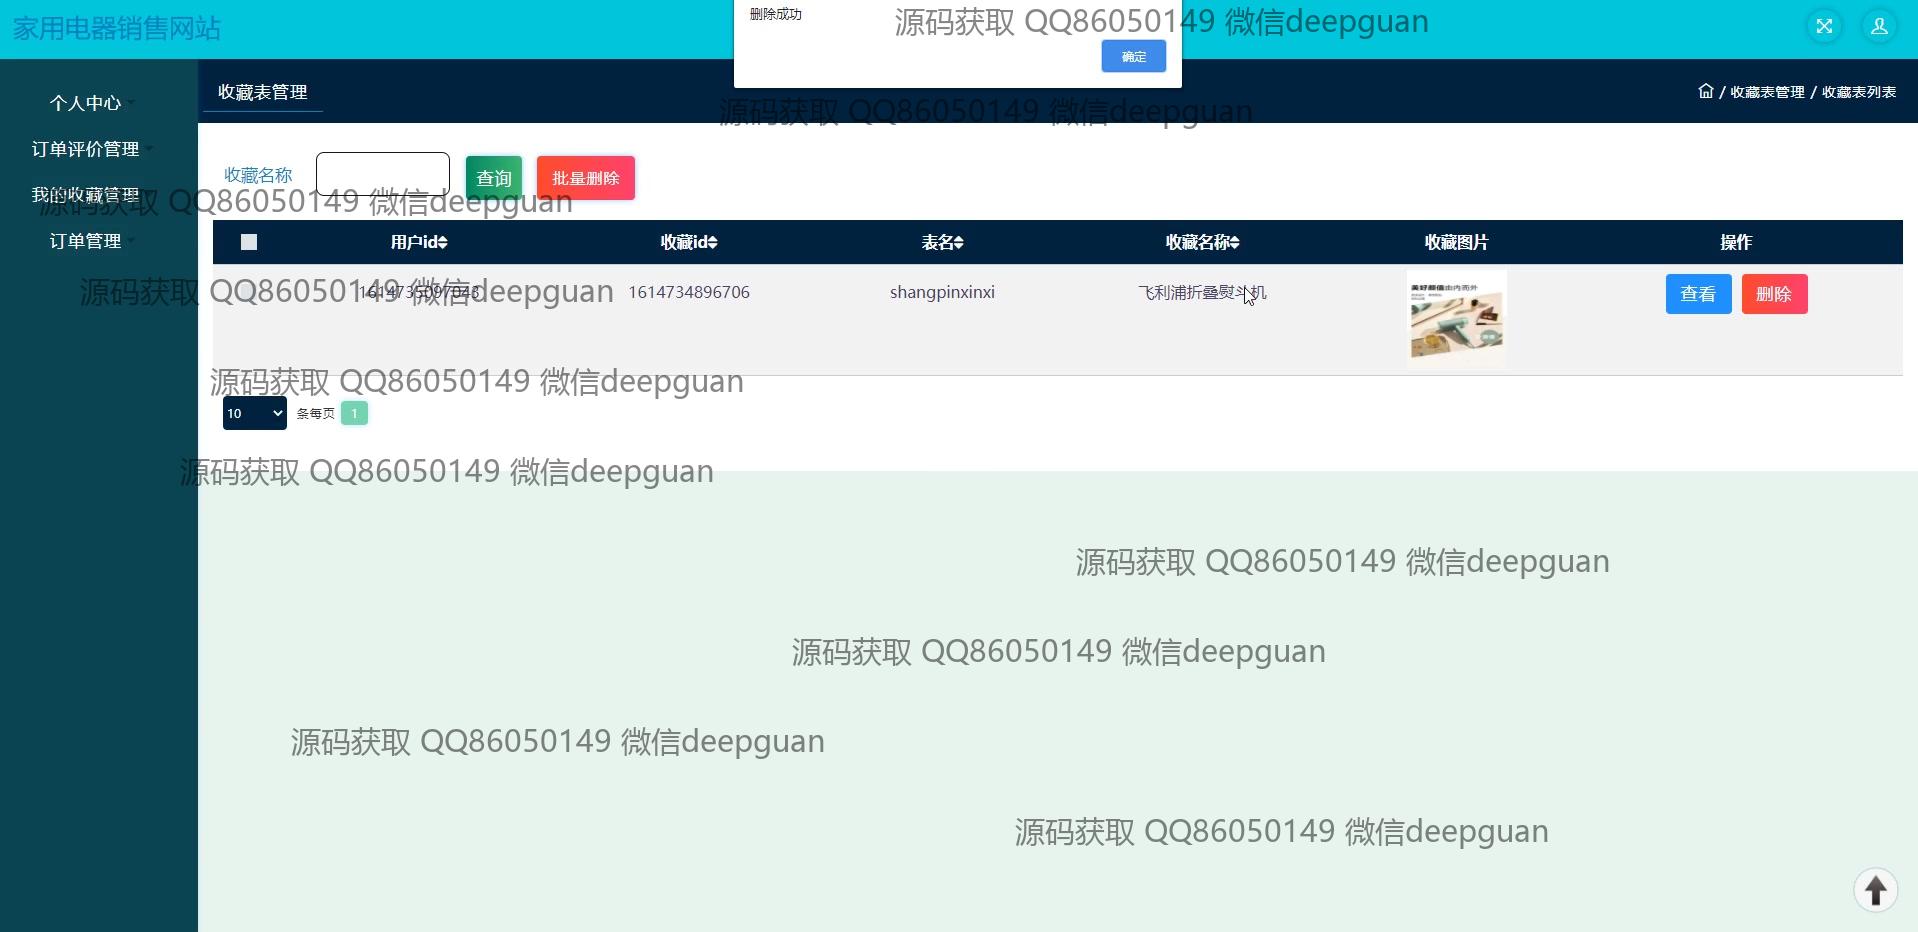 家用电器销售网站
删除成功
源码获取 QQ86050149 微信deepguan
确定
个人中心
收藏表管理
/ 收藏表管理 / 收藏表列表
源码获取 QQ86050149 微信deepguan
订单评价管理
收藏名称
查询
批量删除
我的收藏管理
源码获取 QQ86050149 微信deepguan
订单管理
用户id
收藏id
表名
收藏名称
收藏图片
操作
源码获取 QQ86050149 微信deepguan
1614735097043
1614734896706
shangpinxinxi
飞利浦折叠熨斗机
美好颜值由内而外
查看
删除
源码获取 QQ86050149 微信deepguan
10
条每页
1
源码获取 QQ86050149 微信deepguan
源码获取 QQ86050149 微信deepguan
源码获取 QQ86050149 微信deepguan
源码获取 QQ86050149 微信deepguan
源码获取 QQ86050149 微信deepguan